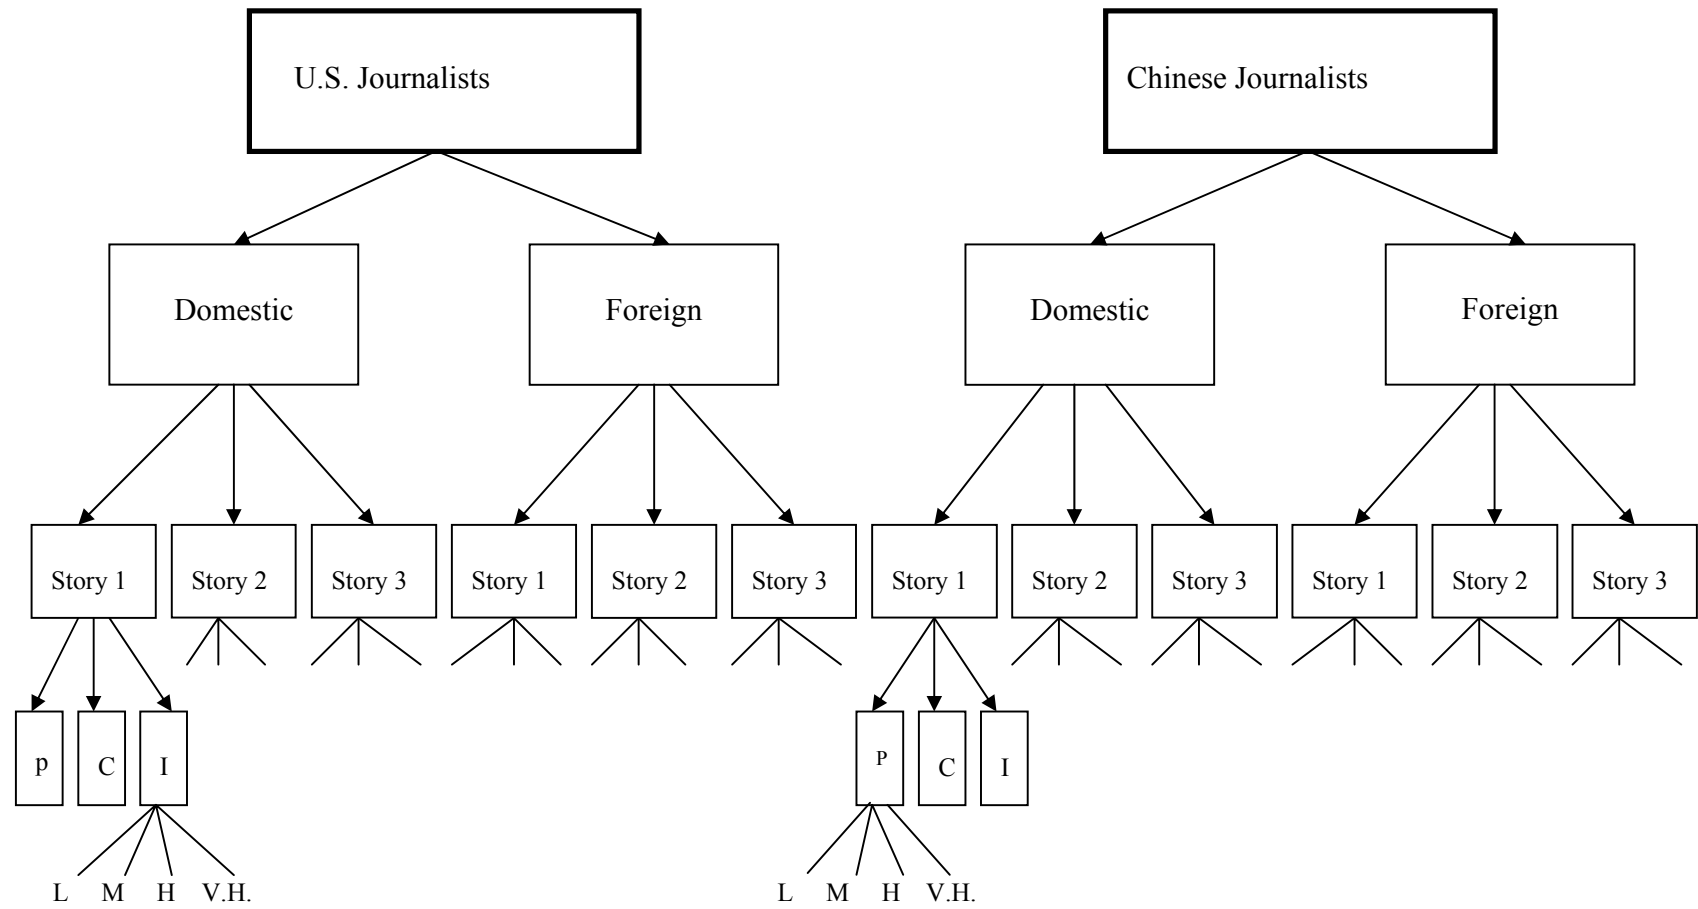 U.S. Journalists
Chinese Journalists
Domestic
Foreign
Domestic
Foreign
Story 1
Story 2
Story 3
Story 1
Story 2
Story 3
Story 1
Story 2
Story 3
Story 1
Story 2
Story 3
p
C
I
P
C
I
L M H V.H.
L M H V.H.